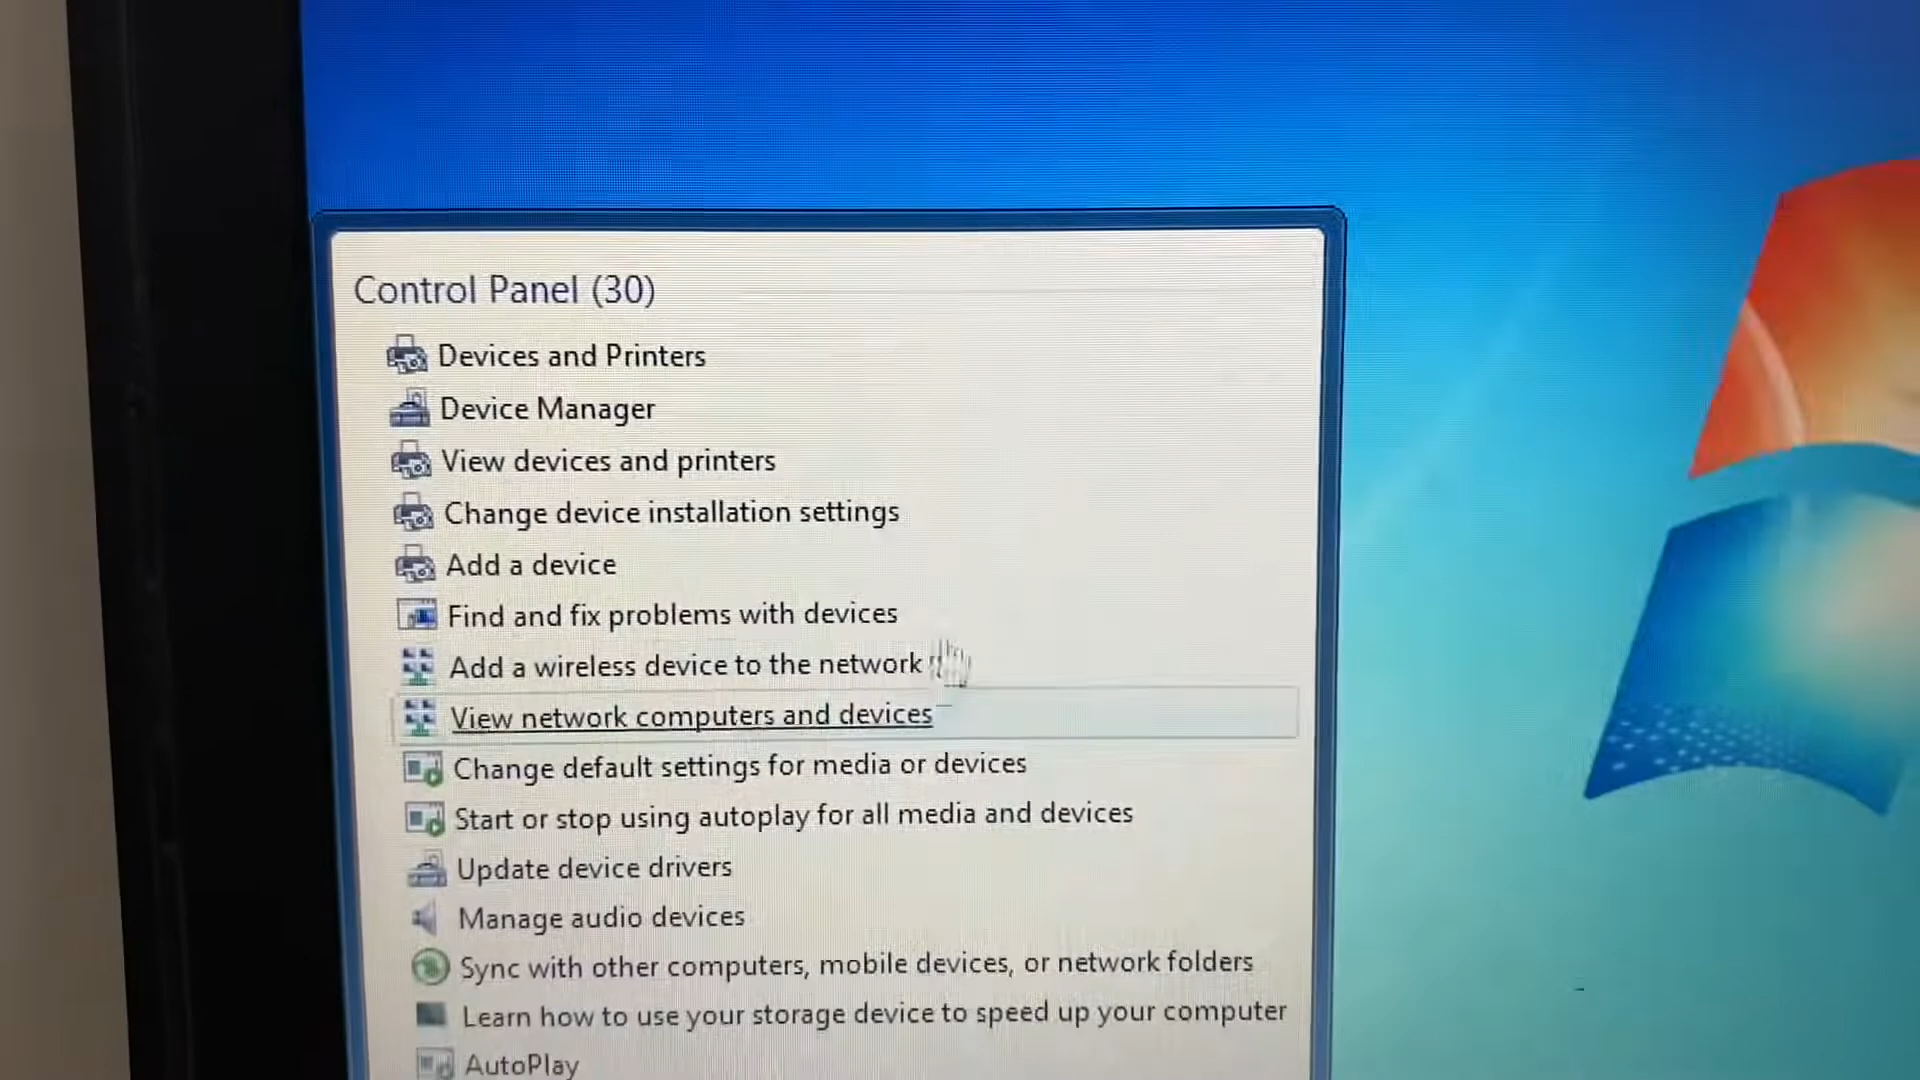 Control Panel (30)
Devices and Printers
Device Manager
View devices and printers
Change device installation settings
Add a device
Find and fix problems with devices
Add a wireless device to the network
View network computers and devices
Change default settings for media or devices
Start or stop using autoplay for all media and devices
Update device drivers
Manage audio devices
Sync with other computers, mobile devices, or network folders
Learn how to use your storage device to speed up your computer
AutoPlay